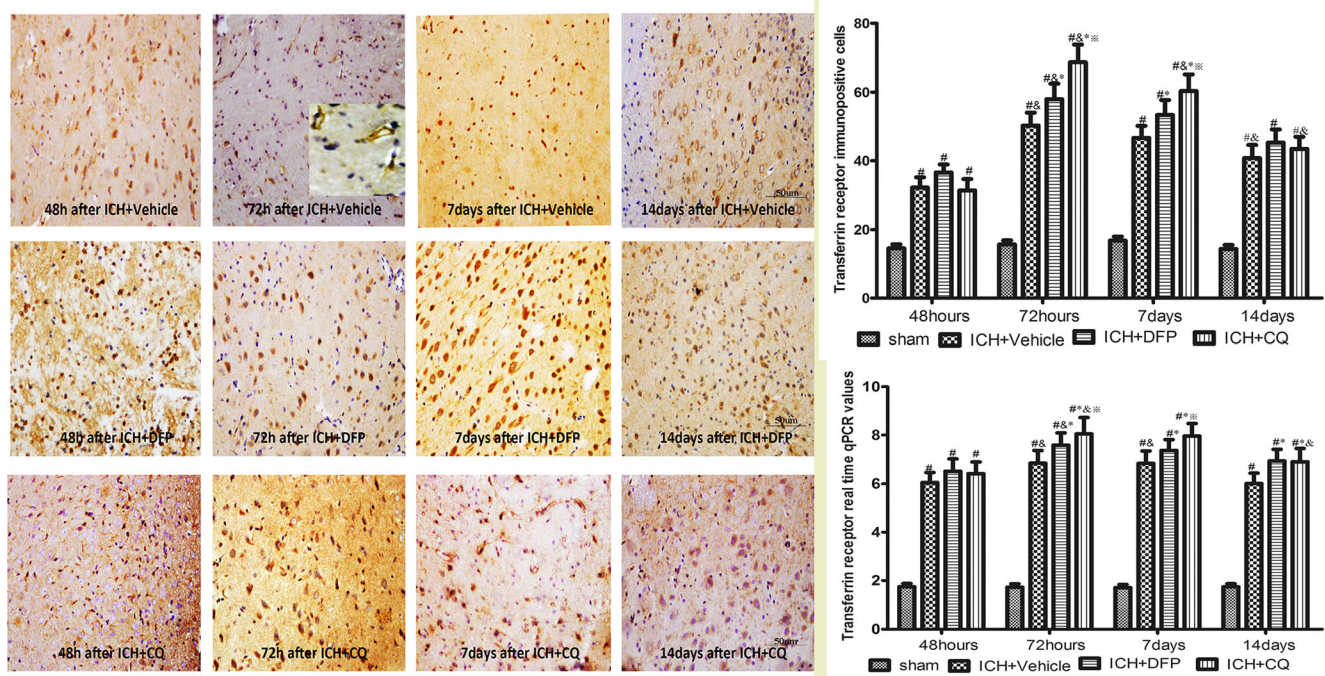 48h after ICH+Vehicle
72h after ICH+Vehicle
7days after ICH+Vehicle
50um
14days after ICH+Vehicle
48h after ICH+DFP
72h after ICH+DFP
7days after ICH+DFP
50um
14days after ICH+DFP
48h after ICH+CQ
72h after ICH+CQ
7days after ICH+CQ
50um
14days after ICH+CQ
Transferrin receptor immunopositive cells
80
60
40
20
0
# # #
#& #&* #&*※
# #* #&*※
#& # #&
48hours 72hours 7days 14days
sham ICH+Vehicle ICH+DFP ICH+CQ
Transferrin receptor real time qPCR values
10
8
6
4
2
0
# # #
#& #&* #*&※
#& #* #*※
# #* #*&
48hours 72hours 7days 14days
sham ICH+Vehicle ICH+DFP ICH+CQ